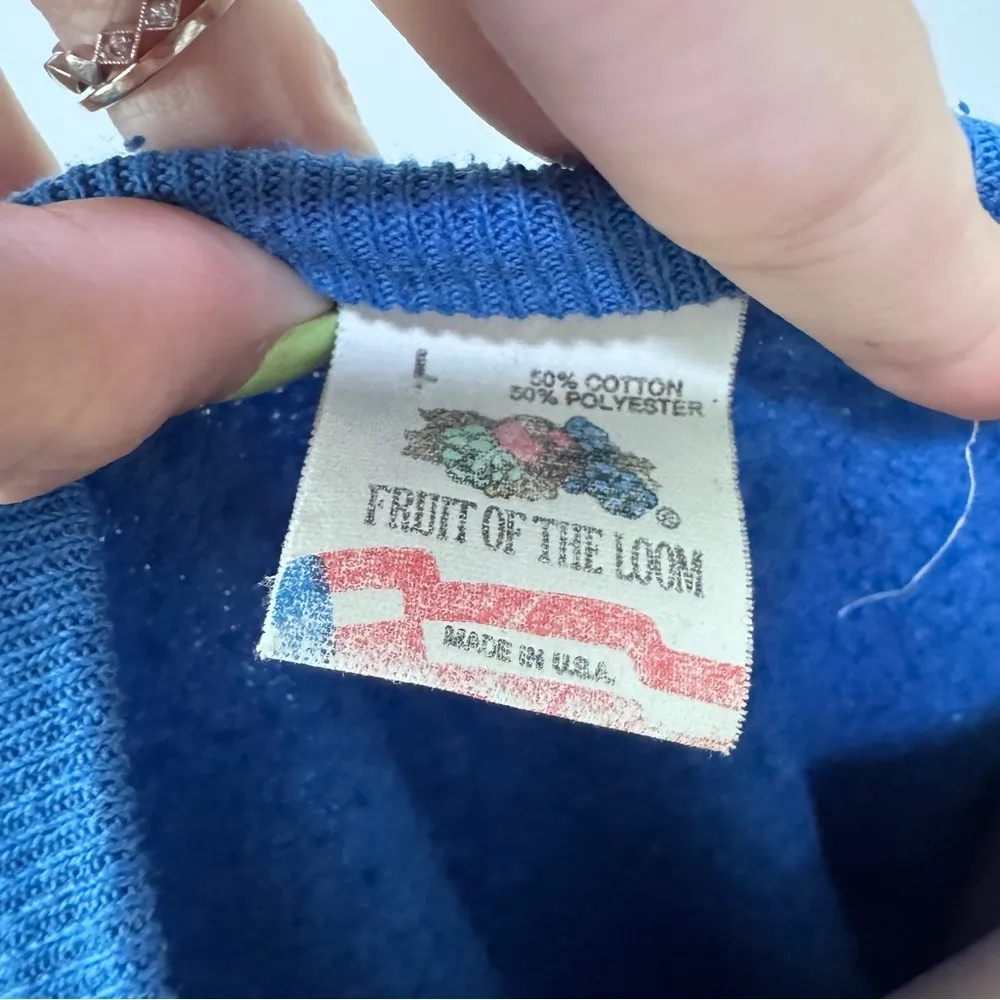 L
50% COTTON
50% POLYESTER
FRUIT OF THE LOOM ®
MADE IN U.S.A.